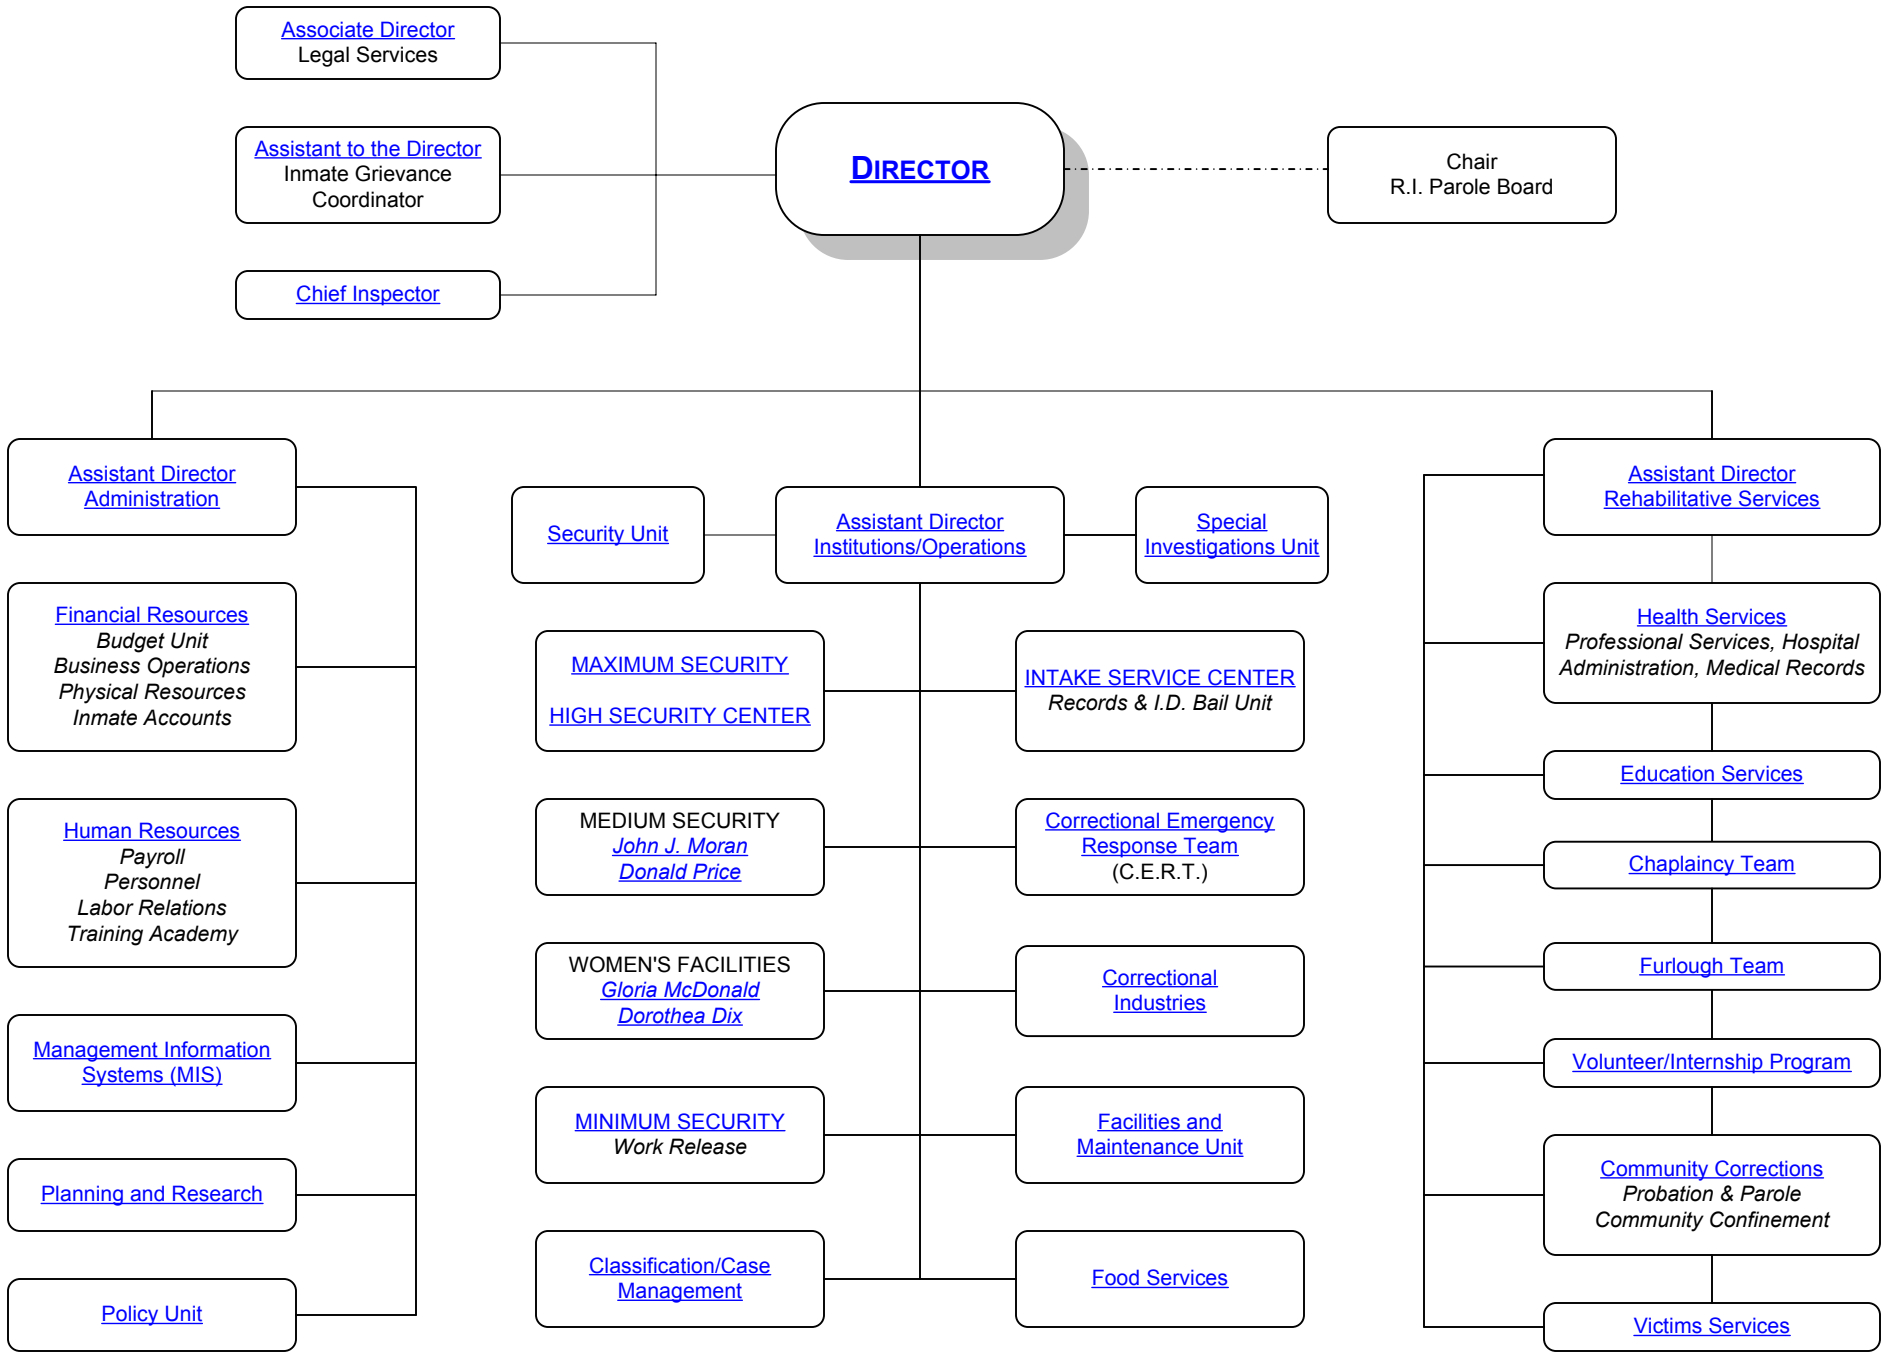 Associate Director
Legal Services
Assistant to the Director
Inmate Grievance
Coordinator
Chief Inspector
DIRECTOR
Chair
R.I. Parole Board
Assistant Director
Administration
Financial Resources
Budget Unit
Business Operations
Physical Resources
Inmate Accounts
Human Resources
Payroll
Personnel
Labor Relations
Training Academy
Management Information
Systems (MIS)
Planning and Research
Policy Unit
Security Unit
Assistant Director
Institutions/Operations
Special
Investigations Unit
MAXIMUM SECURITY
HIGH SECURITY CENTER
INTAKE SERVICE CENTER
Records & I.D. Bail Unit
MEDIUM SECURITY
John J. Moran
Donald Price
Correctional Emergency
Response Team
(C.E.R.T.)
WOMEN'S FACILITIES
Gloria McDonald
Dorothea Dix
Correctional
Industries
MINIMUM SECURITY
Work Release
Facilities and
Maintenance Unit
Classification/Case
Management
Food Services
Assistant Director
Rehabilitative Services
Health Services
Professional Services, Hospital
Administration, Medical Records
Education Services
Chaplaincy Team
Furlough Team
Volunteer/Internship Program
Community Corrections
Probation & Parole
Community Confinement
Victims Services